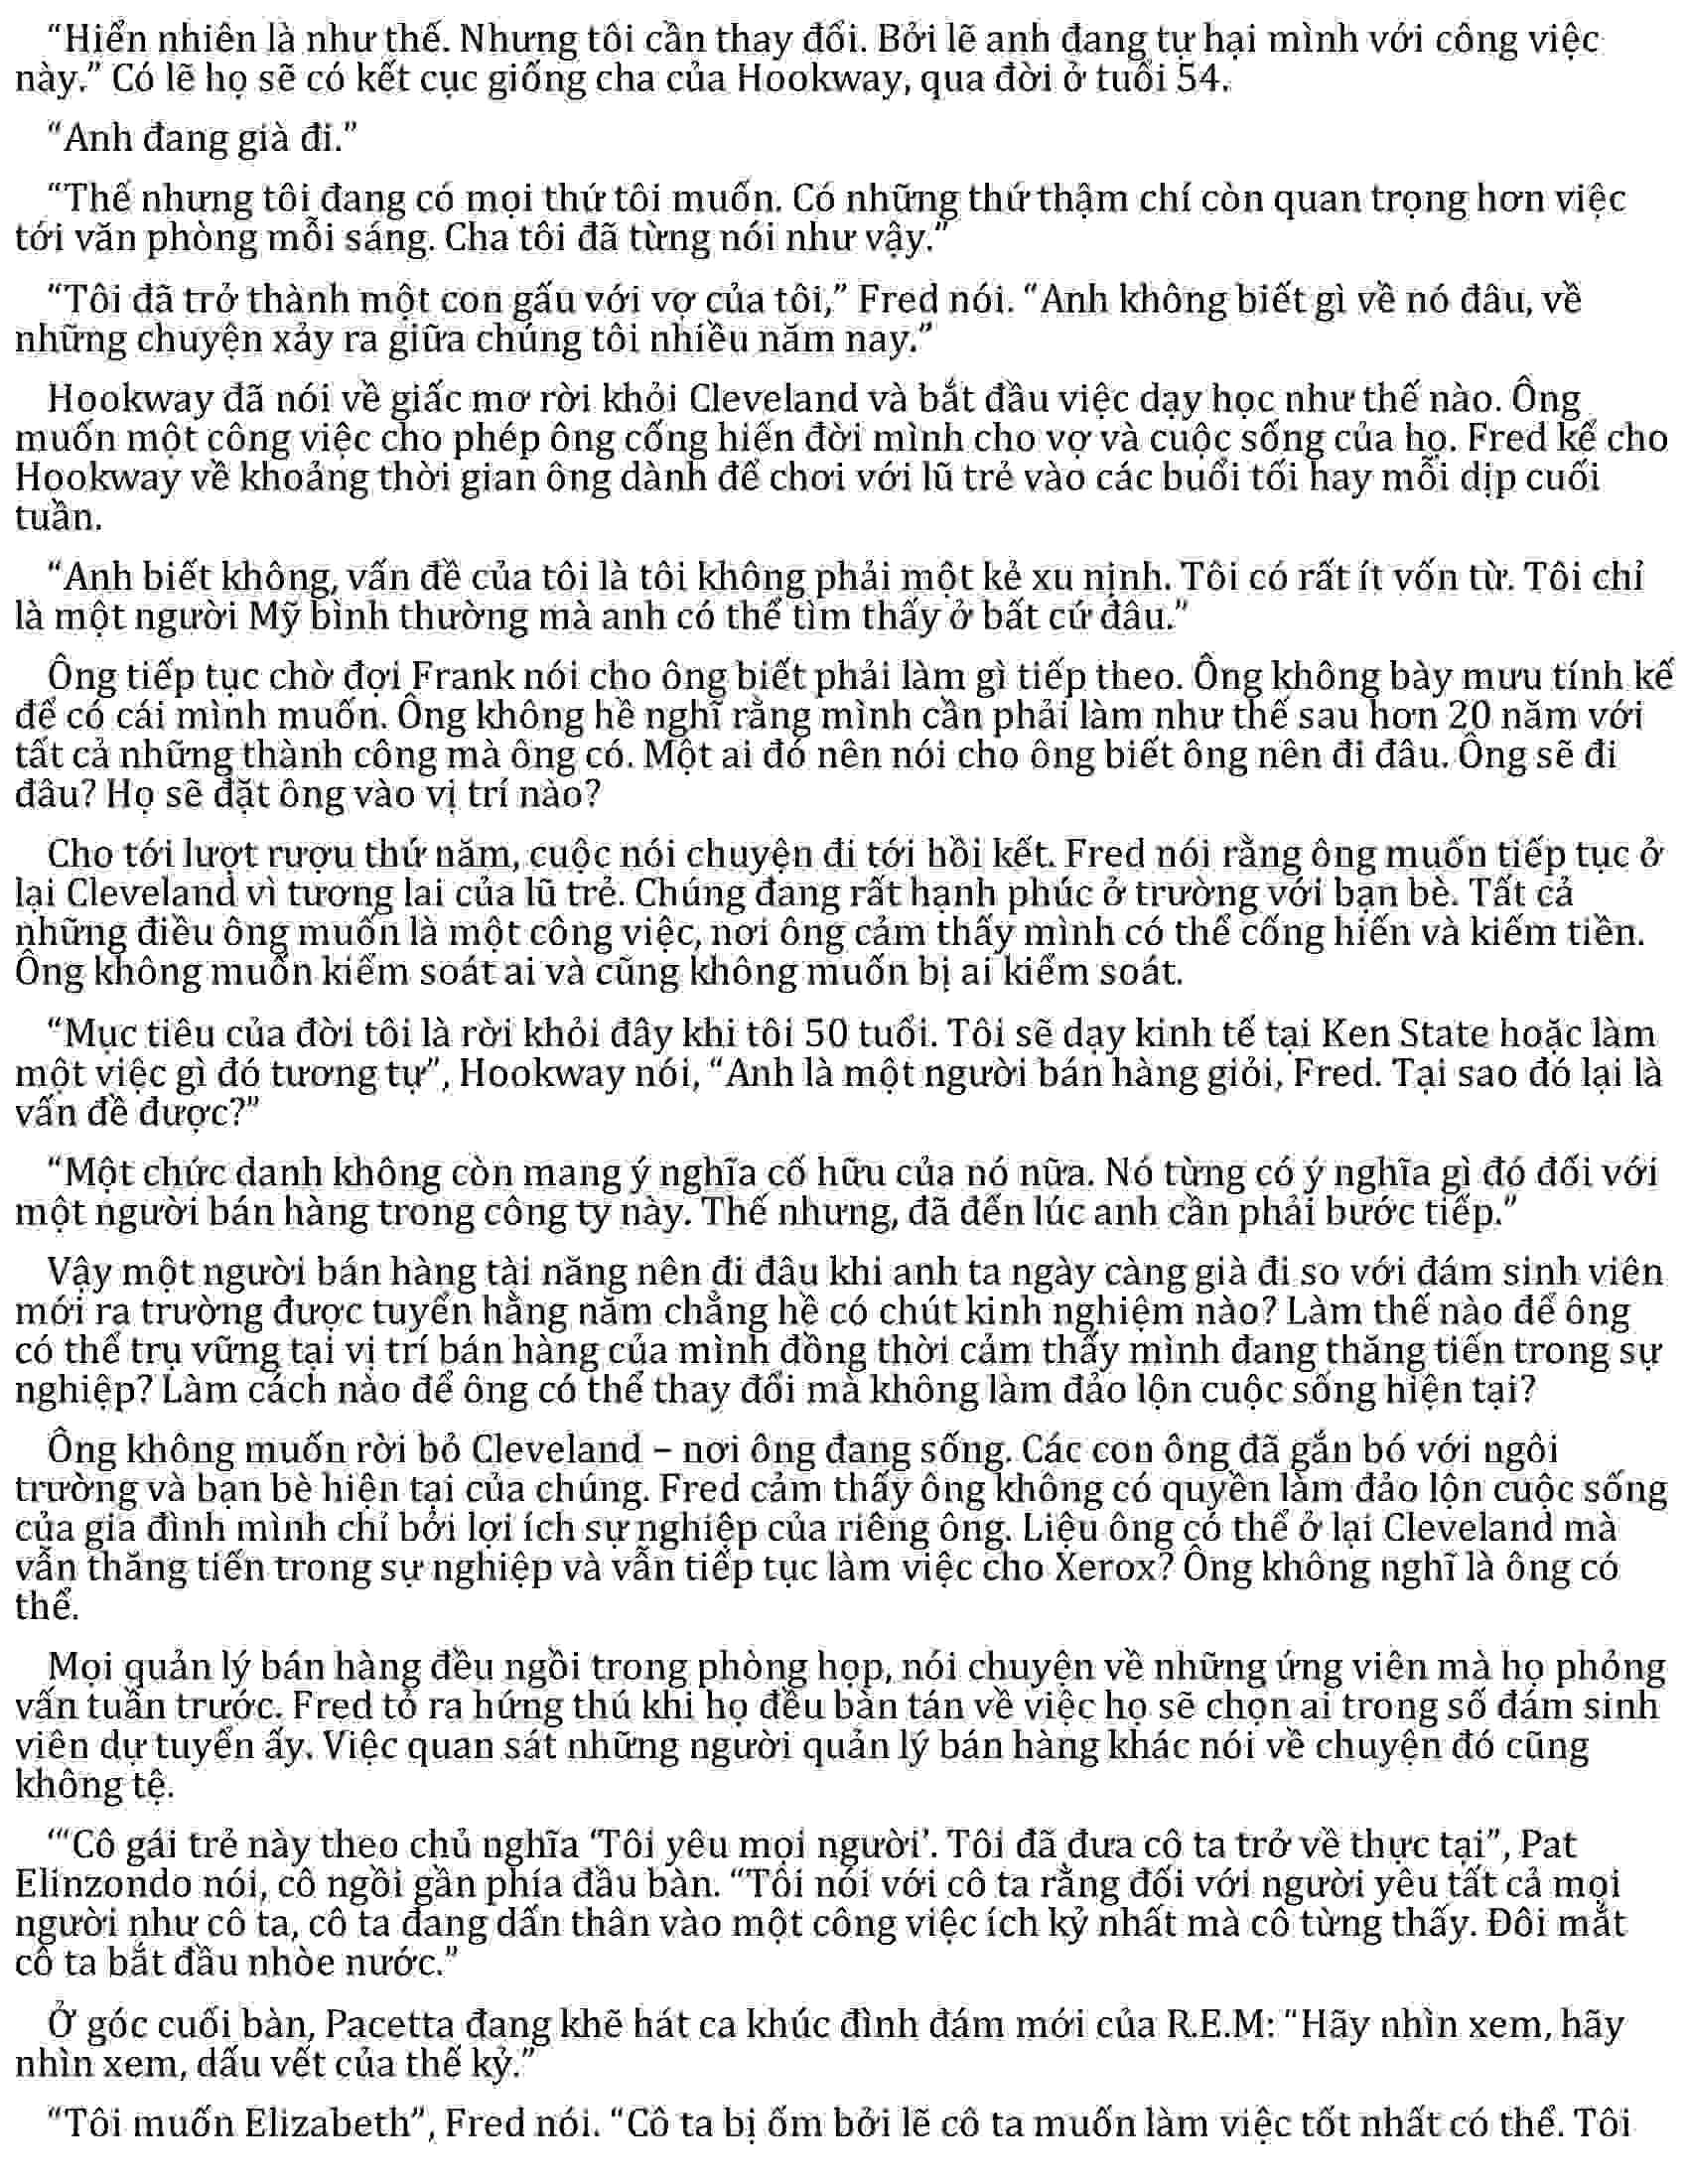 “Hiển nhiên là như thế. Nhưng tôi cần thay đổi. Bởi lẽ anh đang tự hại mình với công việc
này.” Có lẽ họ sẽ có kết cục giống cha của Hookway, qua đời ở tuổi 54.
“Anh đang già đi.”
“Thế nhưng tôi đang có mọi thứ tôi muốn. Có những thứ thậm chí còn quan trọng hơn việc
tới văn phòng mỗi sáng. Cha tôi đã từng nói như vậy.”
“Tôi đã trở thành một con gấu với vợ của tôi,” Fred nói. “Anh không biết gì về nó đâu, về
những chuyện xảy ra giữa chúng tôi nhiều năm nay.”
Hookway đã nói về giấc mơ rời khỏi Cleveland và bắt đầu việc dạy học như thế nào. Ông
muốn một công việc cho phép ông cống hiến đời mình cho vợ và cuộc sống của họ. Fred kể cho
Hookway về khoảng thời gian ông dành để chơi với lũ trẻ vào các buổi tối hay mỗi dịp cuối
tuần.
“Anh biết không, vấn đề của tôi là tôi không phải một kẻ xu nịnh. Tôi có rất ít vốn từ. Tôi chỉ
là một người Mỹ bình thường mà anh có thể tìm thấy ở bất cứ đâu.”
Ông tiếp tục chờ đợi Frank nói cho ông biết phải làm gì tiếp theo. Ông không bày mưu tính kế
để có cái mình muốn. Ông không hề nghĩ rằng mình cần phải làm như thế sau hơn 20 năm với
tất cả những thành công mà ông có. Một ai đó nên nói cho ông biết ông nên đi đâu. Ông sẽ đi
đâu? Họ sẽ đặt ông vào vị trí nào?
Cho tới lượt rượu thứ năm, cuộc nói chuyện đi tới hồi kết. Fred nói rằng ông muốn tiếp tục ở
lại Cleveland vì tương lai của lũ trẻ. Chúng đang rất hạnh phúc ở trường với bạn bè. Tất cả
những điều ông muốn là một công việc, nơi ông cảm thấy mình có thể cống hiến và kiếm tiền.
Ông không muốn kiểm soát ai và cũng không muốn bị ai kiểm soát.
“Mục tiêu của đời tôi là rời khỏi đây khi tôi 50 tuổi. Tôi sẽ dạy kinh tế tại Ken State hoặc làm
một việc gì đó tương tự”, Hookway nói, “Anh là một người bán hàng giỏi, Fred. Tại sao đó lại là
vấn đề được?”
“Một chức danh không còn mang ý nghĩa cố hữu của nó nữa. Nó từng có ý nghĩa gì đó đối với
một người bán hàng trong công ty này. Thế nhưng, đã đến lúc anh cần phải bước tiếp.”
Vậy một người bán hàng tài năng nên đi đâu khi anh ta ngày càng già đi so với đám sinh viên
mới ra trường được tuyển hằng năm chẳng hề có chút kinh nghiệm nào? Làm thế nào để ông
có thể trụ vững tại vị trí bán hàng của mình đồng thời cảm thấy mình đang thăng tiến trong sự
nghiệp? Làm cách nào để ông có thể thay đổi mà không làm đảo lộn cuộc sống hiện tại?
Ông không muốn rời bỏ Cleveland – nơi ông đang sống. Các con ông đã gắn bó với ngôi
trường và bạn bè hiện tại của chúng. Fred cảm thấy ông không có quyền làm đảo lộn cuộc sống
của gia đình mình chỉ bởi lợi ích sự nghiệp của riêng ông. Liệu ông có thể ở lại Cleveland mà
vẫn thăng tiến trong sự nghiệp và vẫn tiếp tục làm việc cho Xerox? Ông không nghĩ là ông có
thể.
Mọi quản lý bán hàng đều ngồi trong phòng họp, nói chuyện về những ứng viên mà họ phỏng
vấn tuần trước. Fred tỏ ra hứng thú khi họ đều bàn tán về việc họ sẽ chọn ai trong số đám sinh
viên dự tuyển ấy. Việc quan sát những người quản lý bán hàng khác nói về chuyện đó cũng
không tệ.
“‘Cô gái trẻ này theo chủ nghĩa ‘Tôi yêu mọi người’. Tôi đã đưa cô ta trở về thực tại”, Pat
Elinzondo nói, cô ngồi gần phía đầu bàn. “Tôi nói với cô ta rằng đối với người yêu tất cả mọi
người như cô ta, cô ta đang dấn thân vào một công việc ích kỷ nhất mà cô từng thấy. Đôi mắt
cô ta bắt đầu nhòe nước.”
Ở góc cuối bàn, Pacetta đang khẽ hát ca khúc đình đám mới của R.E.M: “Hãy nhìn xem, hãy
nhìn xem, dấu vết của thế kỷ.”
“Tôi muốn Elizabeth”, Fred nói. “Cô ta bị ốm bởi lẽ cô ta muốn làm việc tốt nhất có thể. Tôi